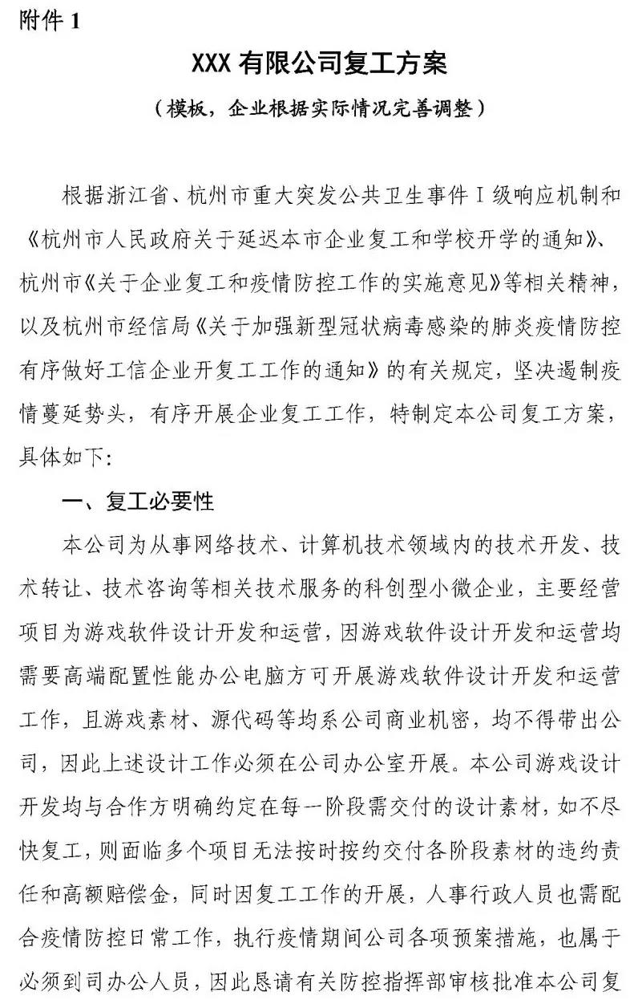 附件 1
XXX 有限公司复工方案
（模板，企业根据实际情况完善调整）
根据浙江省、杭州市重大突发公共卫生事件 I 级响应机制和
《杭州市人民政府关于延迟本市企业复工和学校开学的通知》、
杭州市《关于企业复工和疫情防控工作的实施意见》等相关精神，
以及杭州市经信局《关于加强新型冠状病毒感染的肺炎疫情防控
有序做好工信企业开复工工作的通知》的有关规定，坚决遏制疫
情蔓延势头，有序开展企业复工工作，特制定本公司复工方案，
具体如下：
一、复工必要性
本公司为从事网络技术、计算机技术领域内的技术开发、技
术转让、技术咨询等相关技术服务的科创型小微企业，主要经营
项目为游戏软件设计开发和运营，因游戏软件设计开发和运营均
需要高端配置性能办公电脑方可开展游戏软件设计开发和运营
工作，且游戏素材、源代码等均系公司商业机密，均不得带出公
司，因此上述设计工作必须在公司办公室开展。本公司游戏设计
开发均与合作方明确约定在每一阶段需交付的设计素材，如不尽
快复工，则面临多个项目无法按时按约交付各阶段素材的违约责
任和高额赔偿金，同时因复工工作的开展，人事行政人员也需配
合疫情防控日常工作，执行疫情期间公司各项预案措施，也属于
必须到司办公人员，因此恳请有关防控指挥部审核批准本公司复